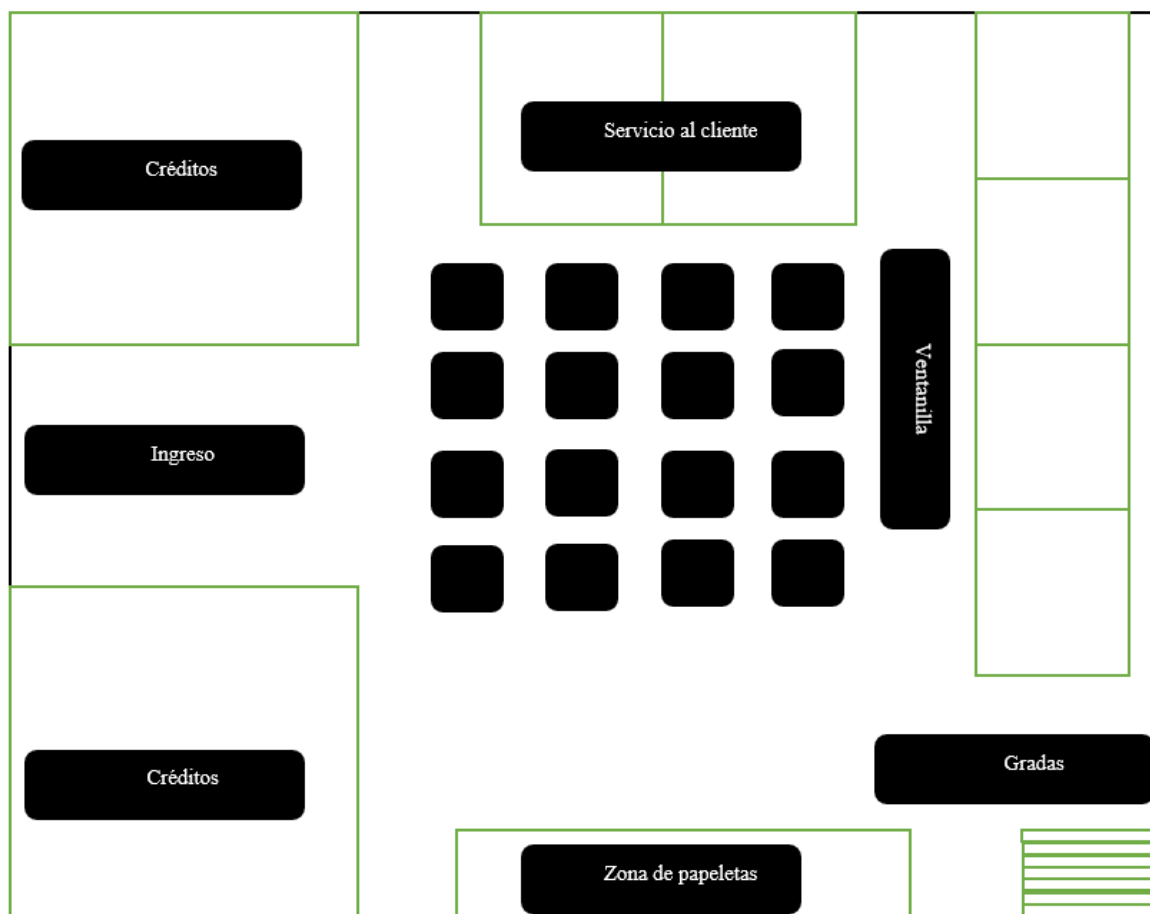 Servicio al cliente
Créditos
Ventanilla
Ingreso
Gradas
Créditos
Zona de papeletas